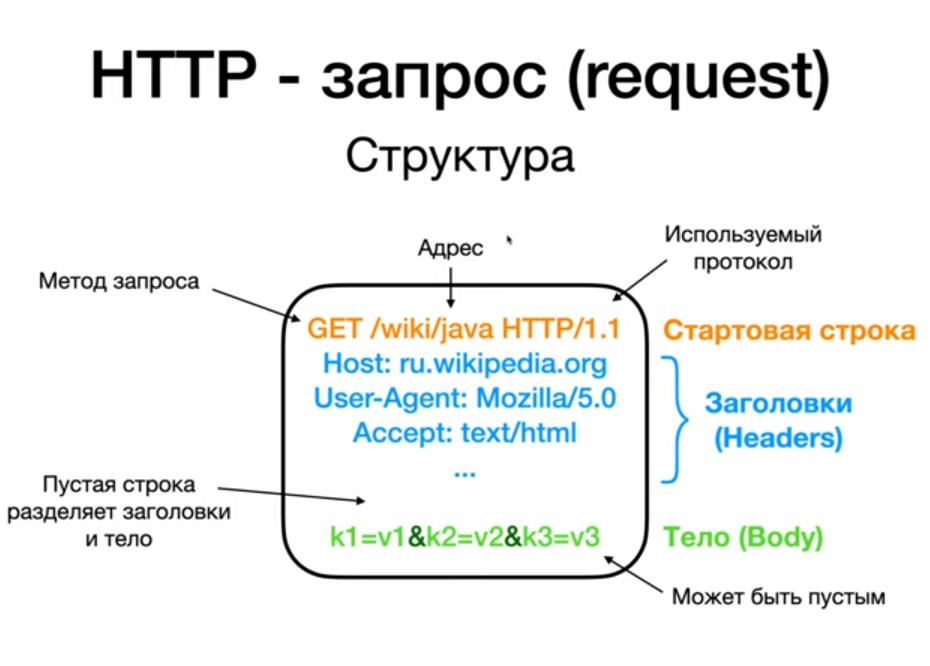 HTTP - запрос (request)
Структура
Адрес
Используемый
протокол
Метод запроса
GET /wiki/java HTTP/1.1
Стартовая строка
Host: ru.wikipedia.org
User-Agent: Mozilla/5.0
Accept: text/html
...
Заголовки
(Headers)
Пустая строка
разделяет заголовки
и тело
k1=v1&k2=v2&k3=v3
Тело (Body)
Может быть пустым